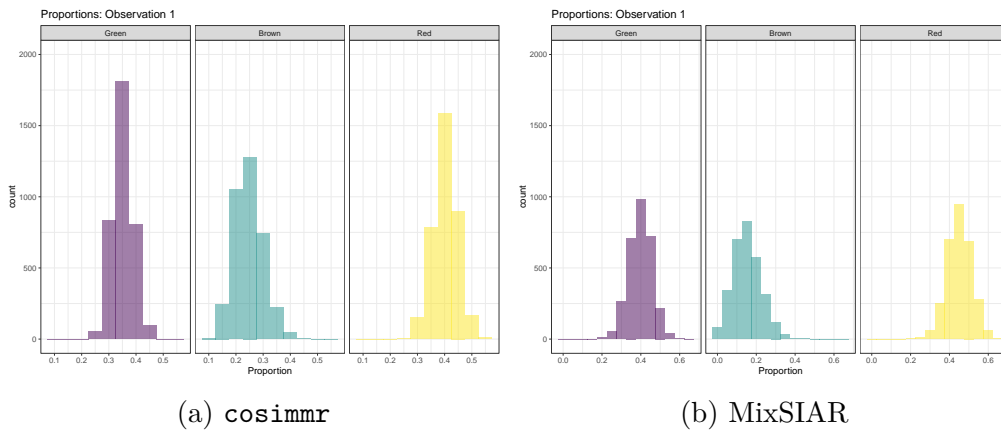 Proportions: Observation 1
Green Brown Red
2000
1500
1000
500
0
count
0.1 0.2 0.3 0.4 0.5 0.1 0.2 0.3 0.4 0.5 0.1 0.2 0.3 0.4 0.5
Proportion
(a) cosimmr
Proportions: Observation 1
Green Brown Red
2000
1500
1000
500
0
count
0.0 0.2 0.4 0.6 0.0 0.2 0.4 0.6 0.0 0.2 0.4 0.6
Proportion
(b) MixSIAR